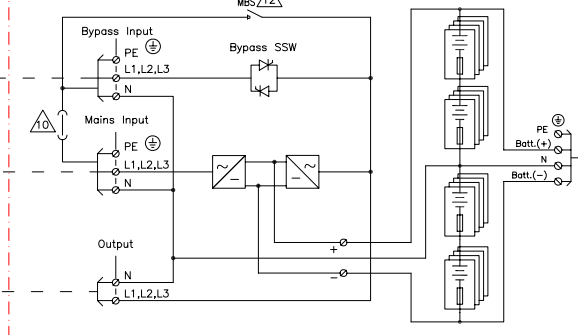 MBS 12
Bypass Input
PE
L1,L2,L3
N
Bypass SSW
10
Mains Input
PE
L1,L2,L3
N
PE
Batt.(+)
N
Batt.(-)
Output
N
L1,L2,L3
+
-